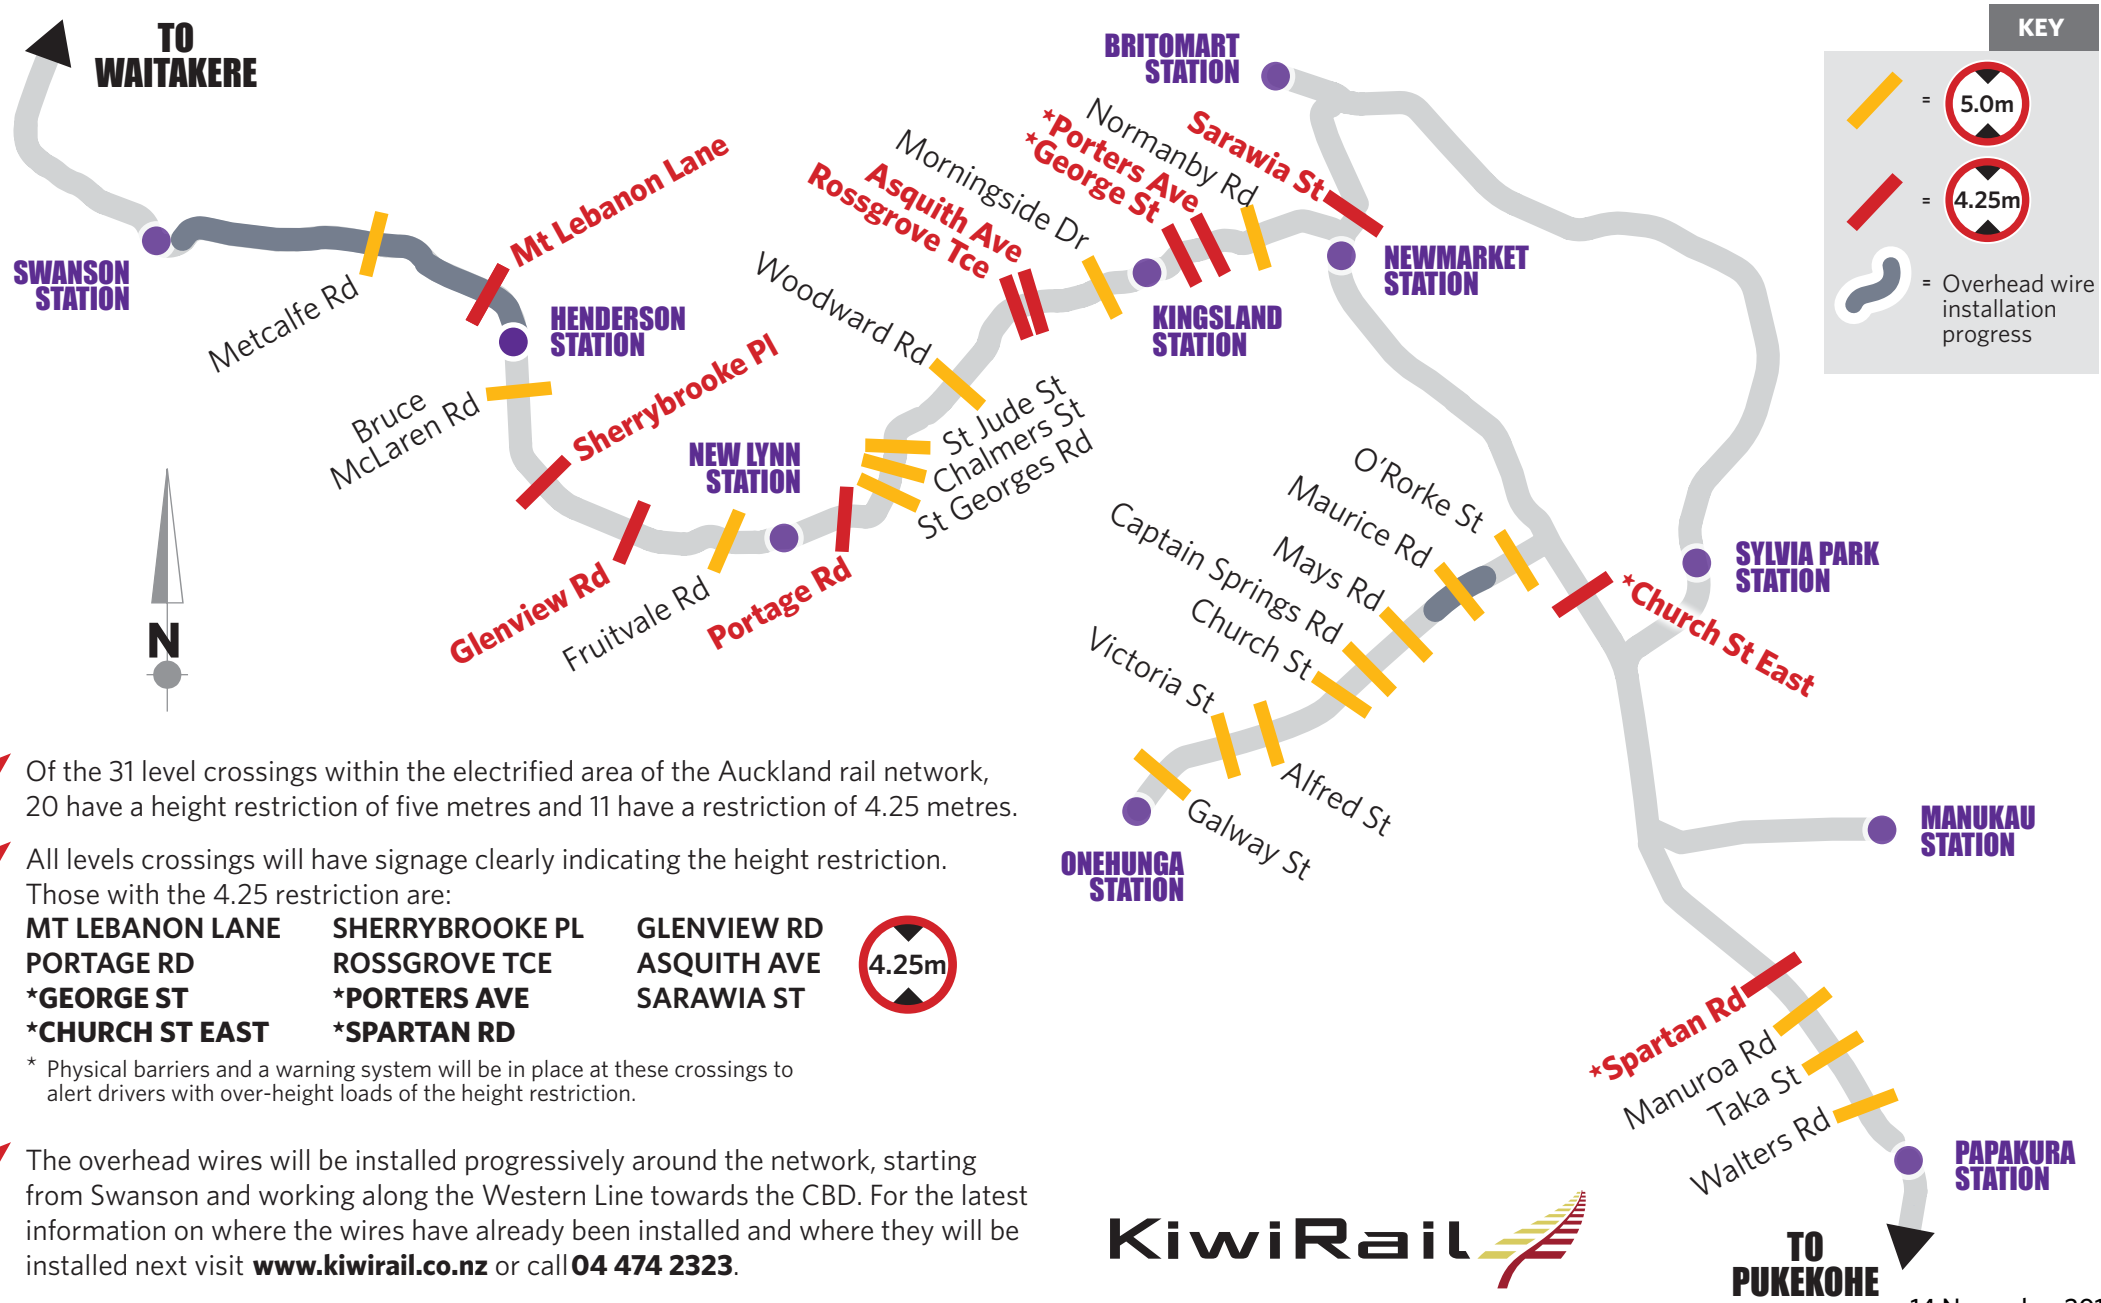 TO
WAITAKERE
BRITOMART
STATION
KEY
= 5.0m
= 4.25m
= Overhead wire
installation
progress
SWANSON
STATION
Metcalfe Rd
Mt Lebanon Lane
HENDERSON
STATION
Bruce
McLaren Rd
Sherrybrooke Pl
Glenview Rd
Fruitvale Rd
NEW LYNN
STATION
Portage Rd
St Jude St
Chalmers St
St Georges Rd
Woodward Rd
Rossgrove Tce
Asquith Ave
Morningside Dr
KINGSLAND
STATION
*George St
*Porters Ave
Normanby Rd
Sarawia St
NEWMARKET
STATION
O'Rorke St
Maurice Rd
Mays Rd
Captain Springs Rd
Church St
Victoria St
Alfred St
Galway St
ONEHUNGA
STATION
*Church St East
SYLVIA PARK
STATION
MANUKAU
STATION
*Spartan Rd
Manuroa Rd
Taka St
Walters Rd
PAPAKURA
STATION
TO
PUKEKOHE
N
Of the 31 level crossings within the electrified area of the Auckland rail network,
20 have a height restriction of five metres and 11 have a restriction of 4.25 metres.
All levels crossings will have signage clearly indicating the height restriction.
Those with the 4.25 restriction are:
MT LEBANON LANE SHERRYBROOKE PL GLENVIEW RD
PORTAGE RD ROSSGROVE TCE ASQUITH AVE
*GEORGE ST *PORTERS AVE SARAWIA ST
*CHURCH ST EAST *SPARTAN RD
4.25m
* Physical barriers and a warning system will be in place at these crossings to
alert drivers with over-height loads of the height restriction.
The overhead wires will be installed progressively around the network, starting
from Swanson and working along the Western Line towards the CBD. For the latest
information on where the wires have already been installed and where they will be
installed next visit www.kiwirail.co.nz or call 04 474 2323.
KiwiRail
14 November